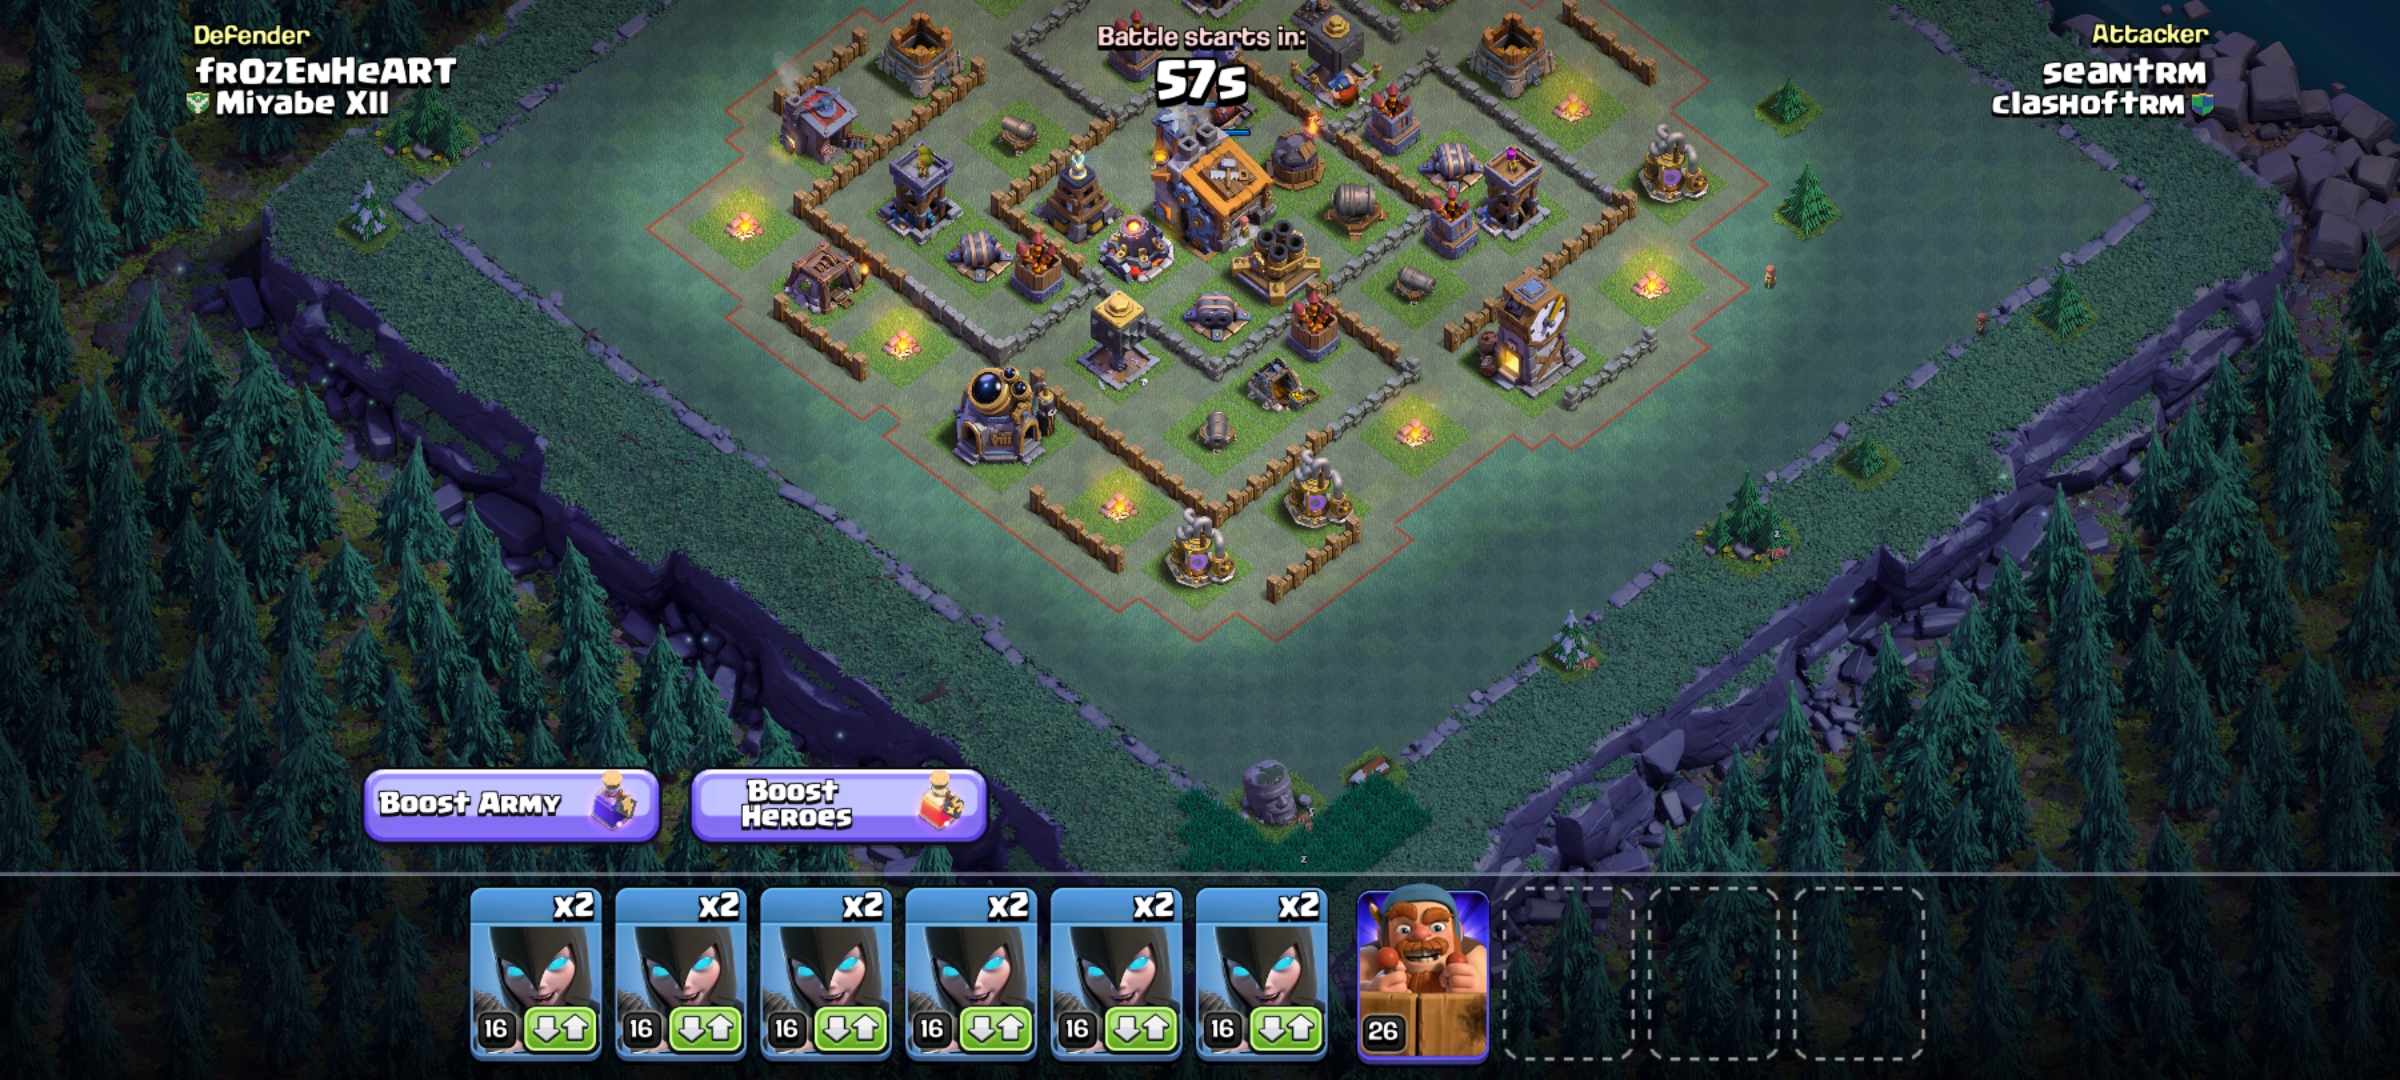 Defender
frOzEnHeART
Miyabe XII
Battle starts in:
57s
Attacker
seantRM
clashoftRM
Boost Army
Boost
Heroes
x2
x2
x2
x2
x2
x2
16
16
16
16
16
16
26
z
z